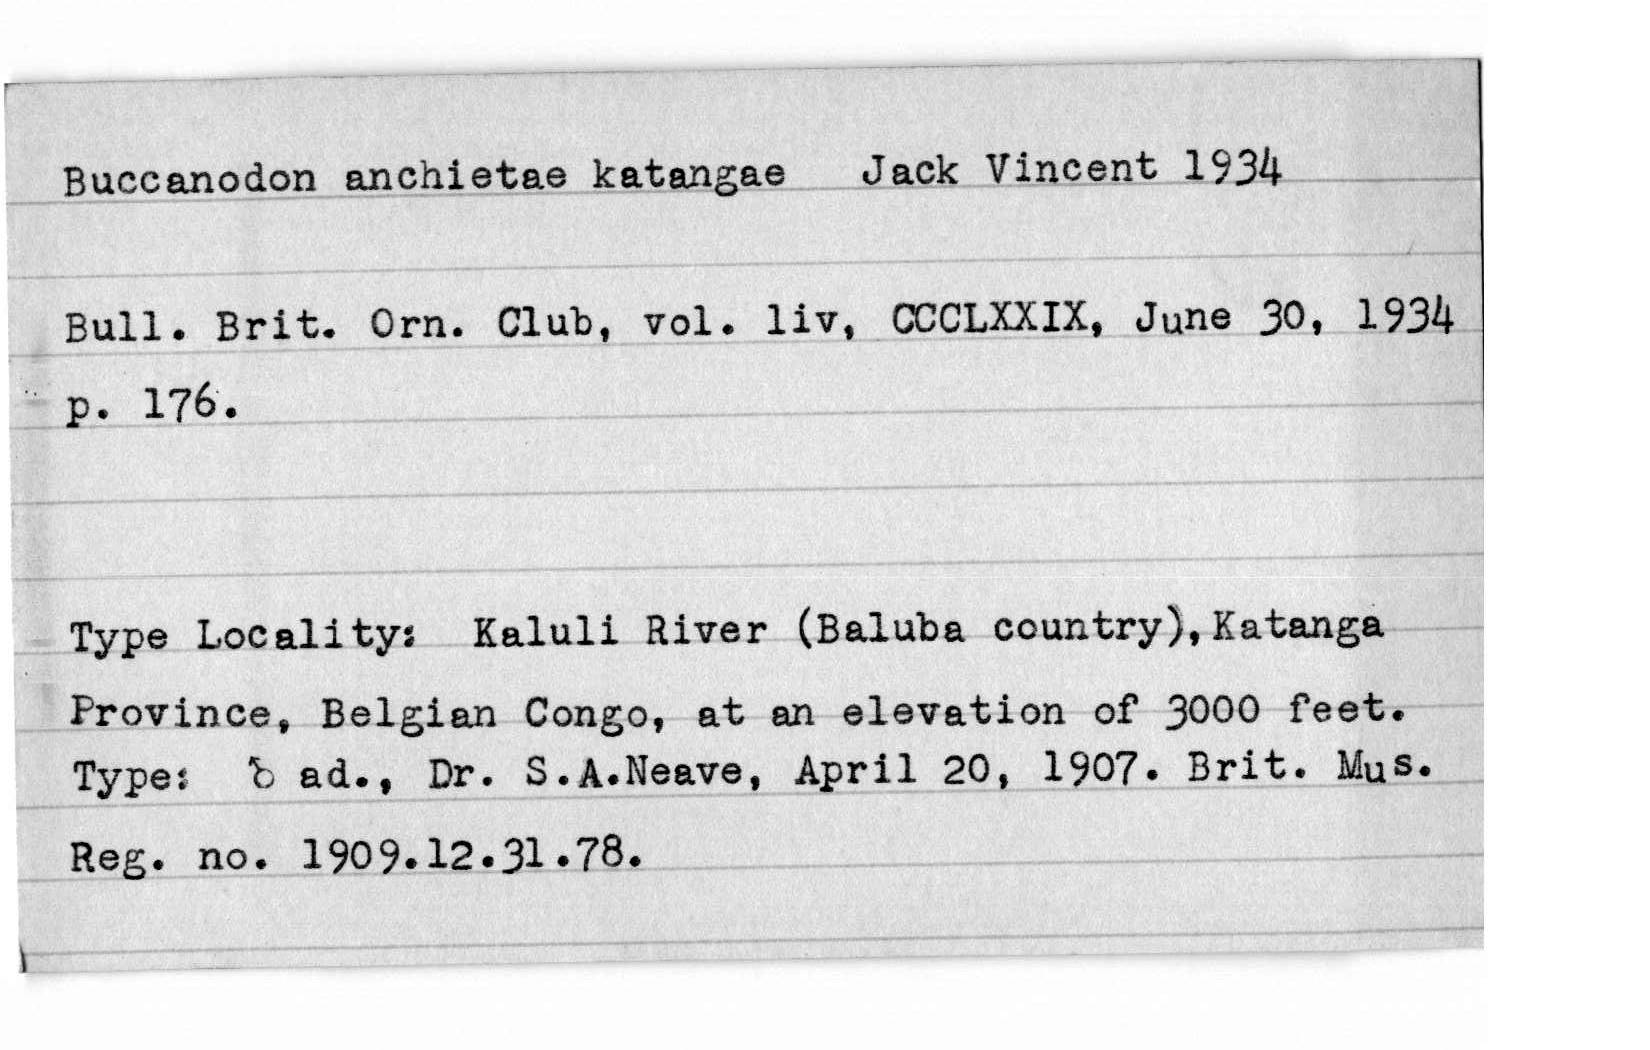 Buccanodon anchietae katangae Jack Vincent 1934
Bull. Brit. Orn. Club, vol. liv, CCCLXXIX, June 30, 1934
p. 176.
Type Locality: Kaluli River (Baluba country), Katanga
Province, Belgian Congo, at an elevation of 3000 feet.
Type: ♂ ad., Dr. S.A.Neave, April 20, 1907. Brit. Mus.
Reg. no. 1909.12.31.78.